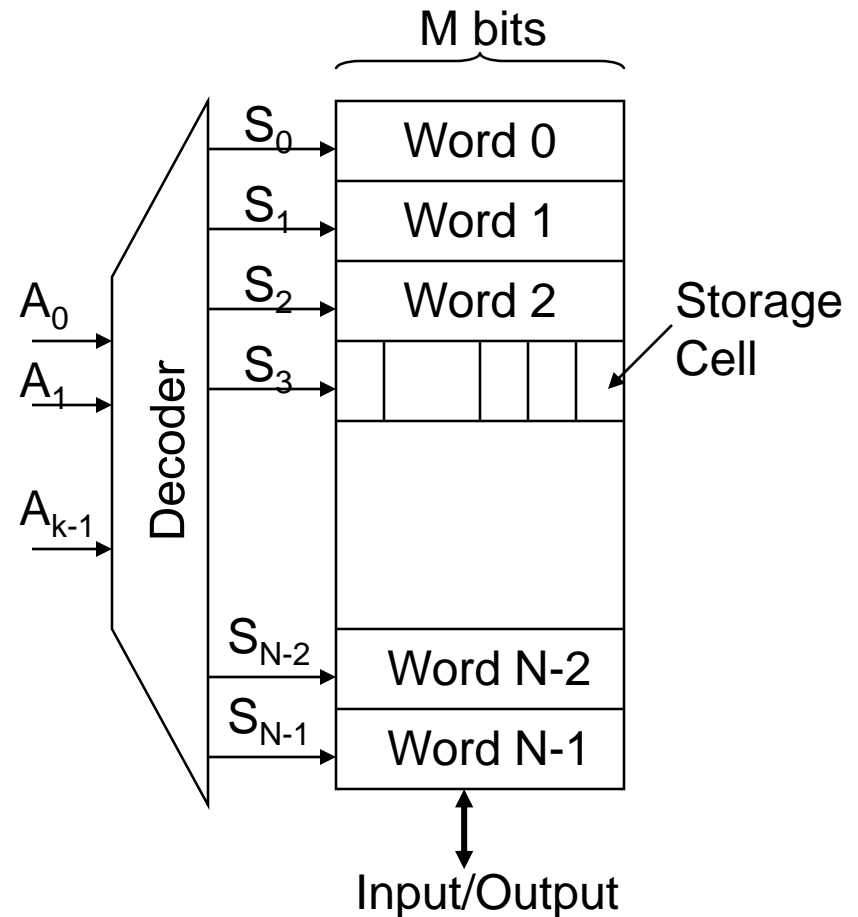 M bits
S0
Word 0
S1
Word 1
A0
S2
Word 2
Storage
Cell
A1
S3
Decoder
Ak-1
SN-2
Word N-2
SN-1
Word N-1
Input/Output